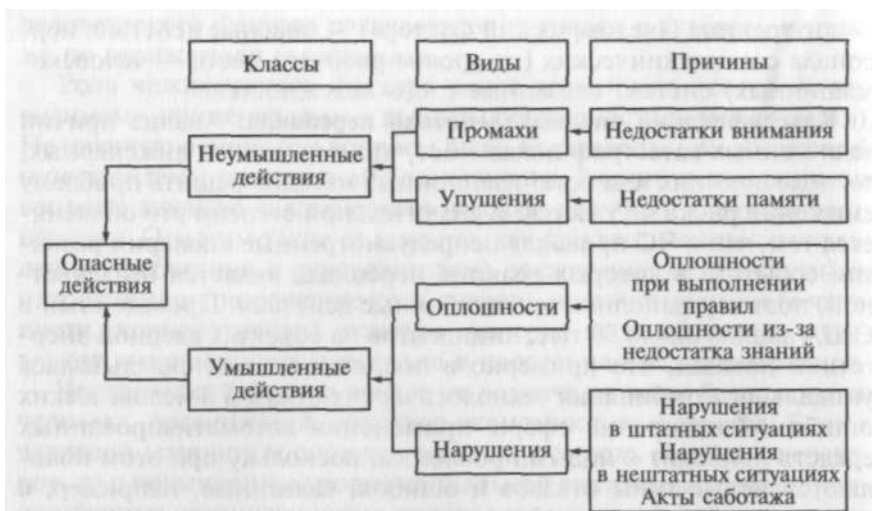 Классы
Виды
Причины
Неумышленные
действия
Промахи
Недостатки внимания
Упущения
Недостатки памяти
Опасные
действия
Умышленные
действия
Оплошности
Оплошности
при выполнении
правил
Оплошности из-за
недостатка знаний
Нарушения
Нарушения
в штатных ситуациях
Нарушения
в нештатных ситуациях
Акты саботажа